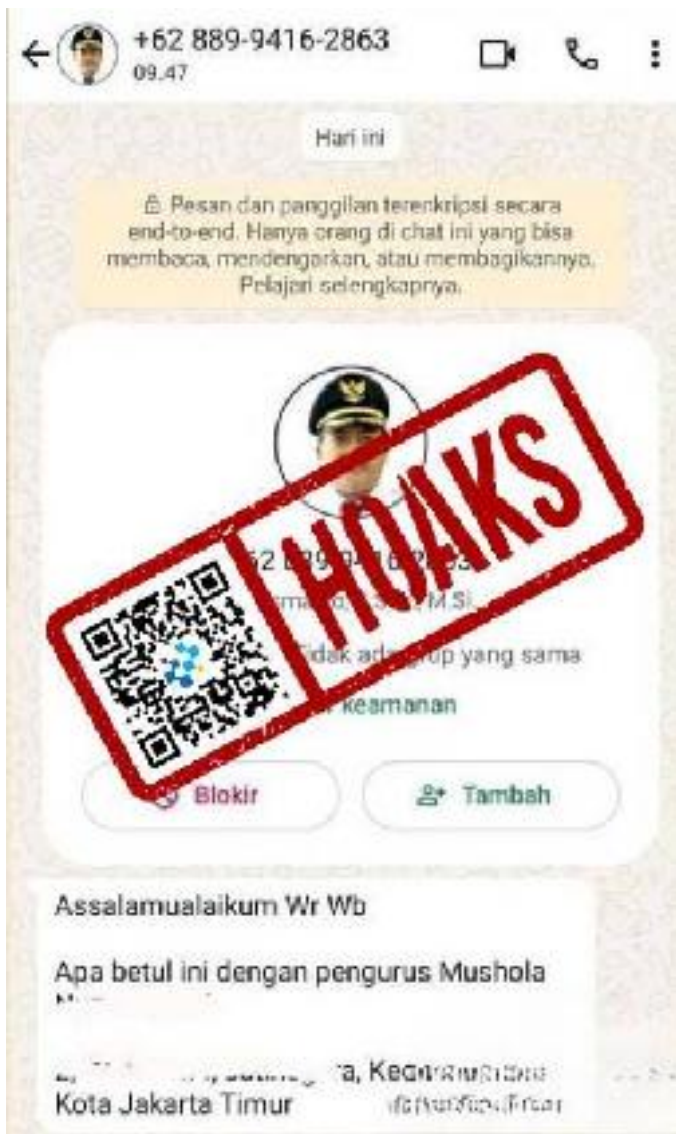 +62 889-9416-2863
09.47
Hari ini
Pesan dan panggilan terenkripsi secara
end-to-end. Hanya orang di chat ini yang bisa
membaca, mendengarkan, atau membagikannya.
Pelajari selengkapnya.
HOAKS
M.Si.
Tidak ada grup yang sama
keamanan
Blokir
Tambah
Assalamualaikum Wr Wb
Apa betul ini dengan pengurus Mushola
Kota Jakarta Timur